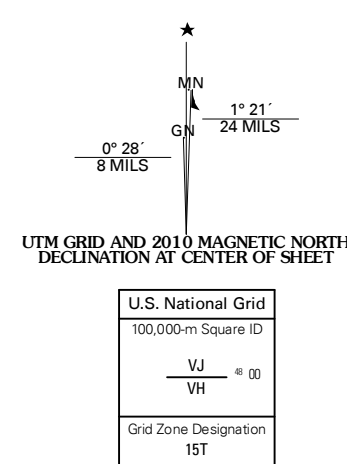 ★
MN
1° 21´
24 MILS
GN
0° 28´
8 MILS
UTM GRID AND 2010 MAGNETIC NORTH
DECLINATION AT CENTER OF SHEET
U.S. National Grid
100,000-m Square ID
VJ
48 00
VH
Grid Zone Designation
15T